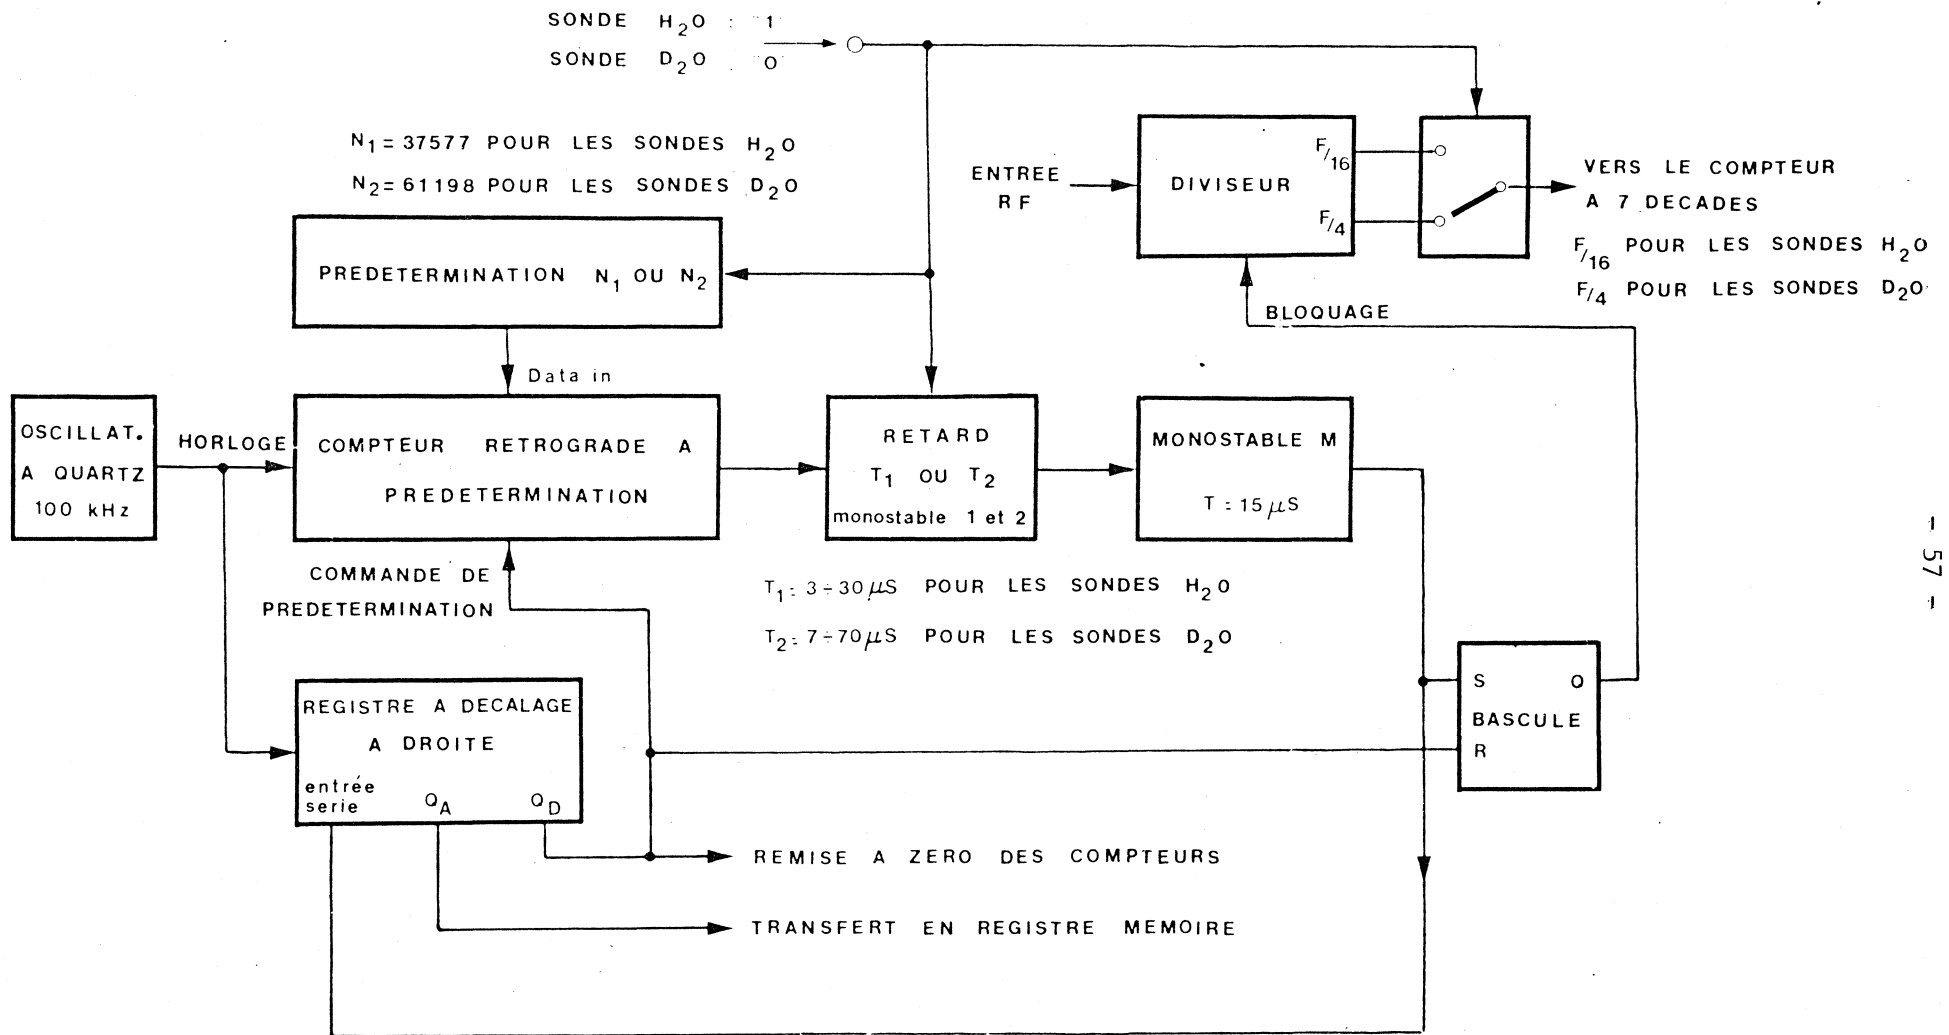 SONDE H₂O : 1
SONDE D₂O : 0
N₁ = 37577 POUR LES SONDES H₂O
N₂ = 61198 POUR LES SONDES D₂O
PREDETERMINATION N₁ OU N₂
Data in
ENTREE
RF
DIVISEUR
F/16
F/4
VERS LE COMPTEUR
A 7 DECADES
F/16 POUR LES SONDES H₂O
F/4 POUR LES SONDES D₂O
BLOQUAGE
OSCILLAT.
A QUARTZ
100 kHz
HORLOGE
COMPTEUR RETROGRADE A
PREDETERMINATION
RETARD
T₁ OU T₂
monostable 1 et 2
MONOSTABLE M
T = 15 µS
COMMANDE DE
PREDETERMINATION
T₁ = 3 ÷ 30 µS POUR LES SONDES H₂O
T₂ = 7 ÷ 70 µS POUR LES SONDES D₂O
REGISTRE A DECALAGE
A DROITE
entrée
serie
Q_A
Q_D
S Q
BASCULE
R
REMISE A ZERO DES COMPTEURS
TRANSFERT EN REGISTRE MEMOIRE
- 57 -